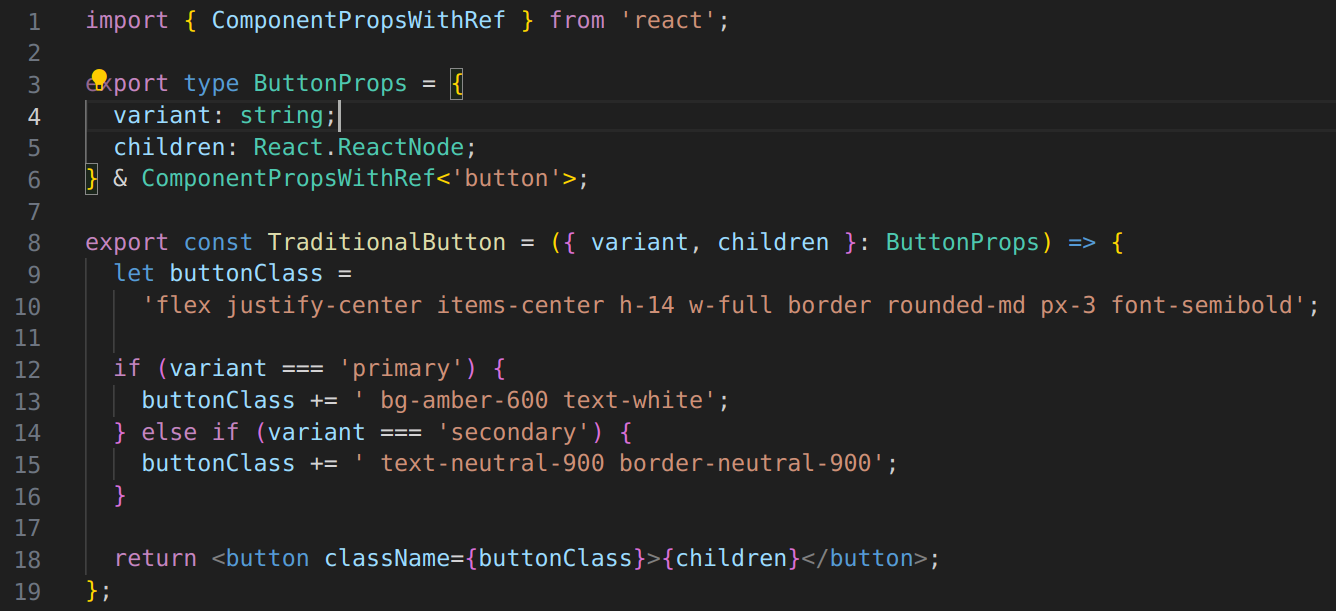 1 import { ComponentPropsWithRef } from 'react';
2
3 export type ButtonProps = {
4   variant: string;
5   children: React.ReactNode;
6 } & ComponentPropsWithRef<'button'>;
7
8 export const TraditionalButton = ({ variant, children }: ButtonProps) => {
9   let buttonClass =
10     'flex justify-center items-center h-14 w-full border rounded-md px-3 font-semibold';
11
12   if (variant === 'primary') {
13     buttonClass += ' bg-amber-600 text-white';
14   } else if (variant === 'secondary') {
15     buttonClass += ' text-neutral-900 border-neutral-900';
16   }
17
18   return <button className={buttonClass}>{children}</button>;
19 };